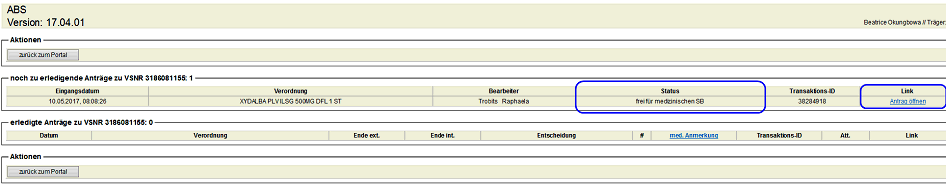 ABS
Version: 17.04.01
Beatrice Okungbowa // Träger:
Aktionen
zurück zum Portal
noch zu erledigende Anträge zu VSNR 3186081155: 1
Eingangsdatum Verordnung Bearbeiter Status Transaktions-ID Link
10.05.2017, 08:08:26 XYDALBA PLVILSG 500MG DFL 1 ST Trobits Raphaela frei für medizinischen SB 38284918 Antrag öffnen
erledigte Anträge zu VSNR 3186081155: 0
Datum Verordnung Ende ext. Ende int. Entscheidung # med. Anmerkung Transaktions-ID Att. Link
Aktionen
zurück zum Portal